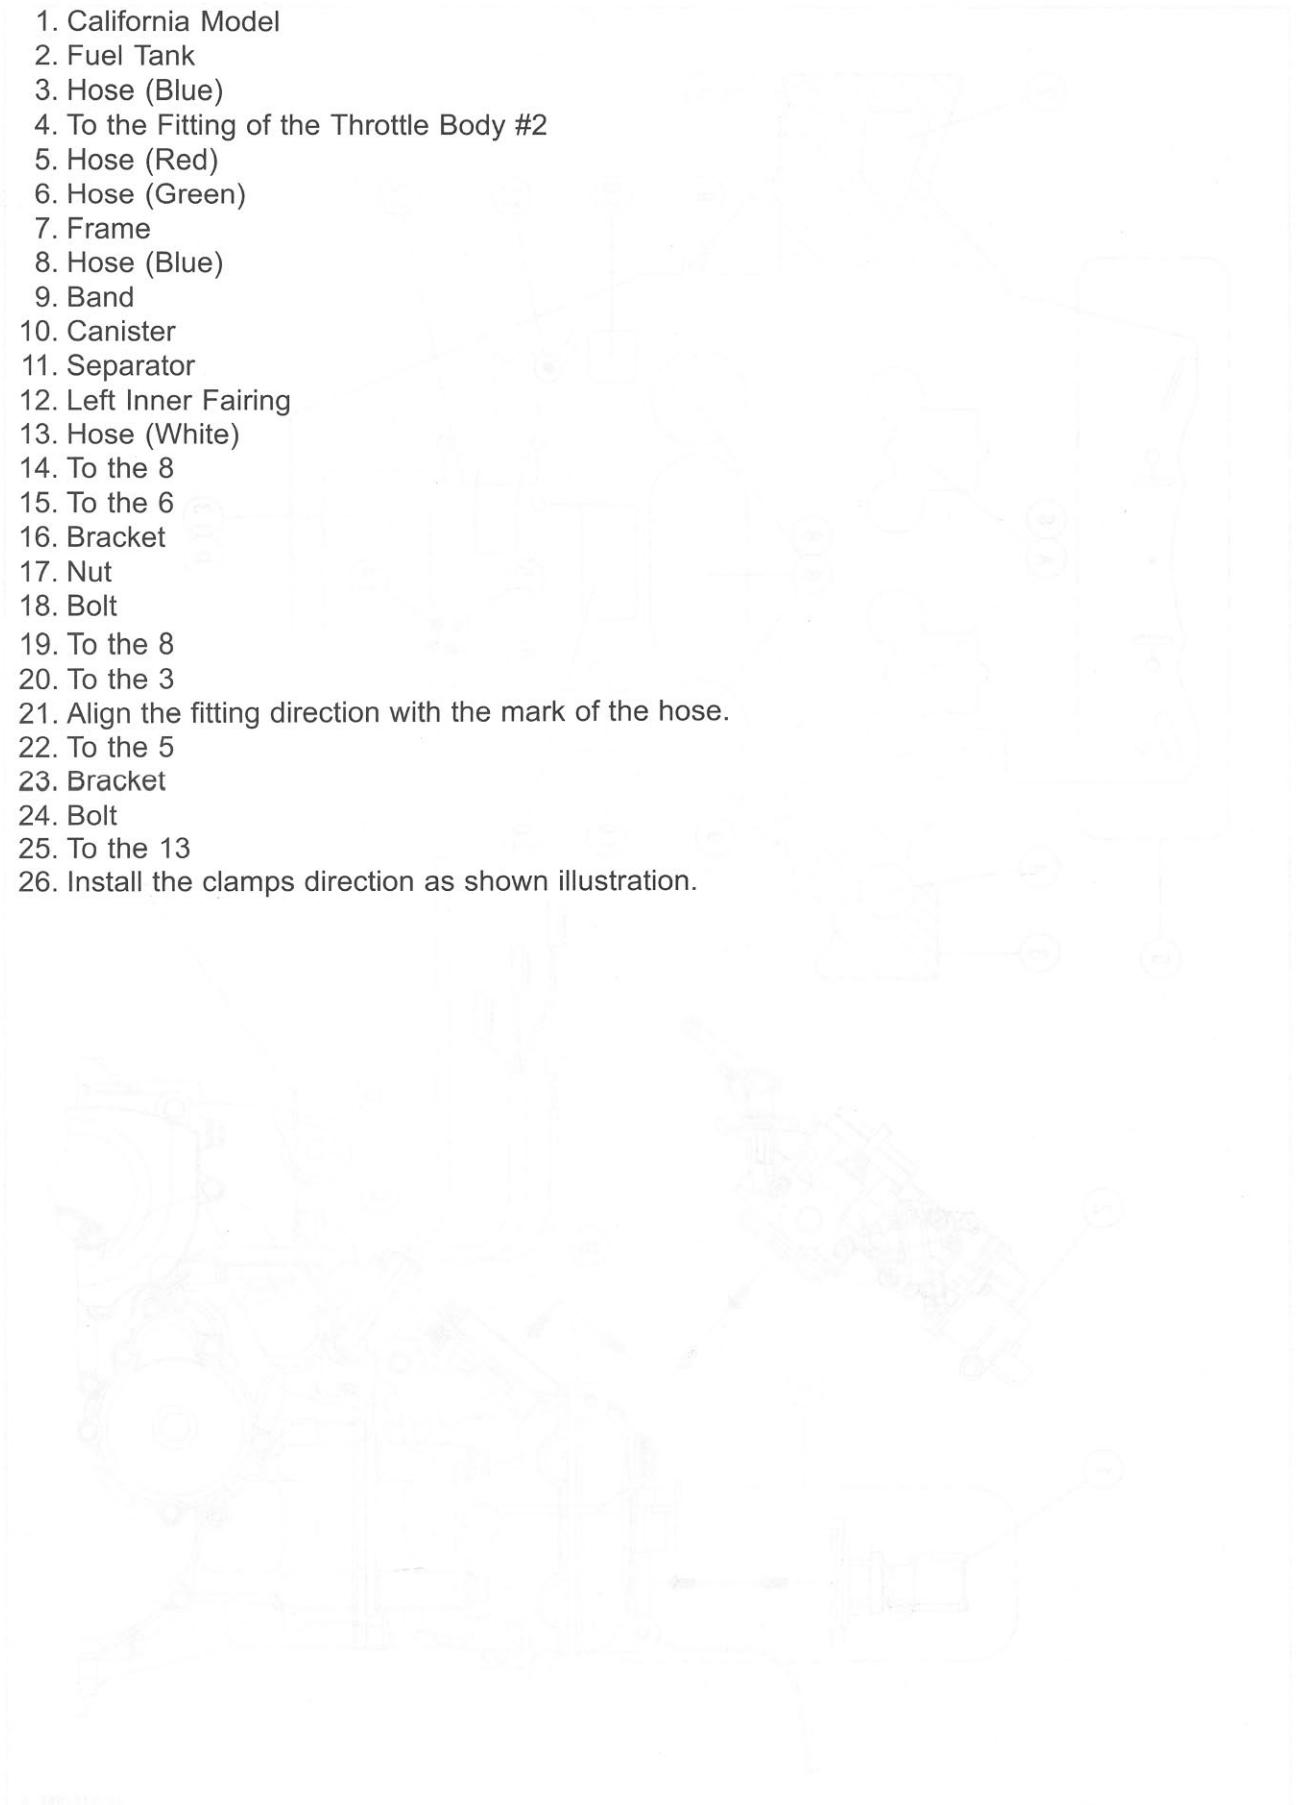 1. California Model
2. Fuel Tank
3. Hose (Blue)
4. To the Fitting of the Throttle Body #2
5. Hose (Red)
6. Hose (Green)
7. Frame
8. Hose (Blue)
9. Band
10. Canister
11. Separator
12. Left Inner Fairing
13. Hose (White)
14. To the 8
15. To the 6
16. Bracket
17. Nut
18. Bolt
19. To the 8
20. To the 3
21. Align the fitting direction with the mark of the hose.
22. To the 5
23. Bracket
24. Bolt
25. To the 13
26. Install the clamps direction as shown illustration.